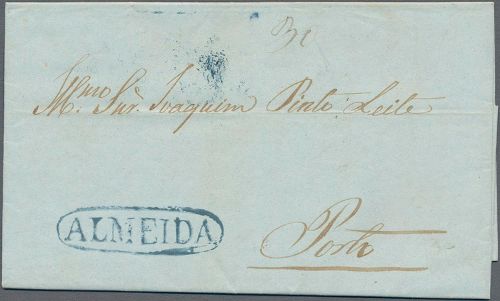 Illmo Snr. Joaquim Pinto Leite
Porto
ALMEIDA